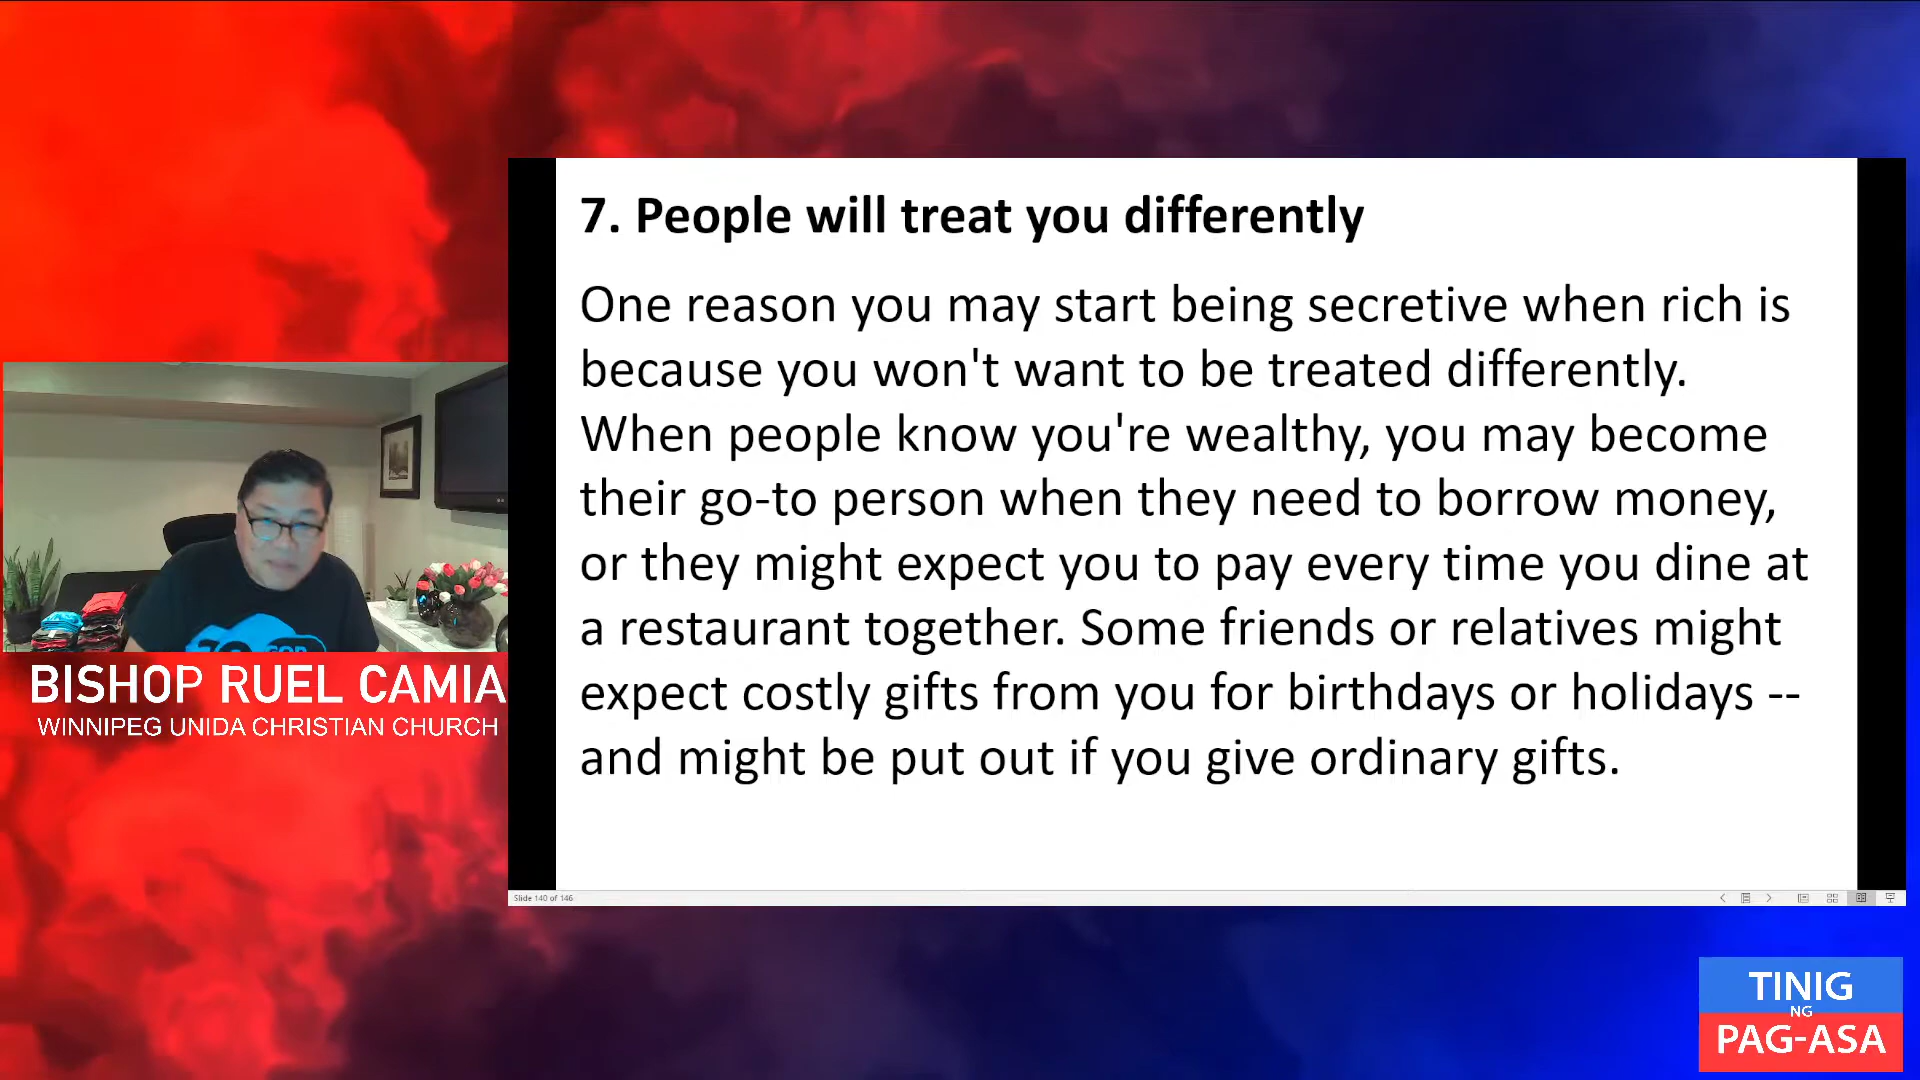 7. People will treat you differently
One reason you may start being secretive when rich is
because you won't want to be treated differently.
When people know you're wealthy, you may become
their go-to person when they need to borrow money,
or they might expect you to pay every time you dine at
a restaurant together. Some friends or relatives might
expect costly gifts from you for birthdays or holidays --
and might be put out if you give ordinary gifts.
Slide 140 of 146
BISHOP RUEL CAMIA
WINNIPEG UNIDA CHRISTIAN CHURCH
TINIG
NG
PAG-ASA